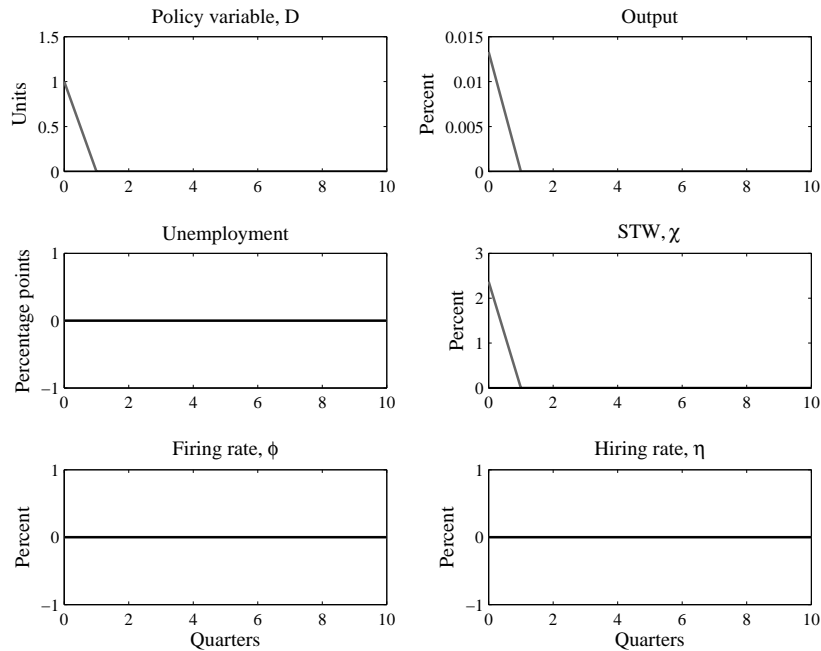 Policy variable, D
Units
1.5
1
0.5
0
0 2 4 6 8 10
Output
Percent
0.015
0.01
0.005
0
0 2 4 6 8 10
Unemployment
Percentage points
1
0
−1
0 2 4 6 8 10
STW, χ
Percent
3
2
1
0
0 2 4 6 8 10
Firing rate, ϕ
Percent
1
0
−1
0 2 4 6 8 10
Quarters
Hiring rate, η
Percent
1
0
−1
0 2 4 6 8 10
Quarters